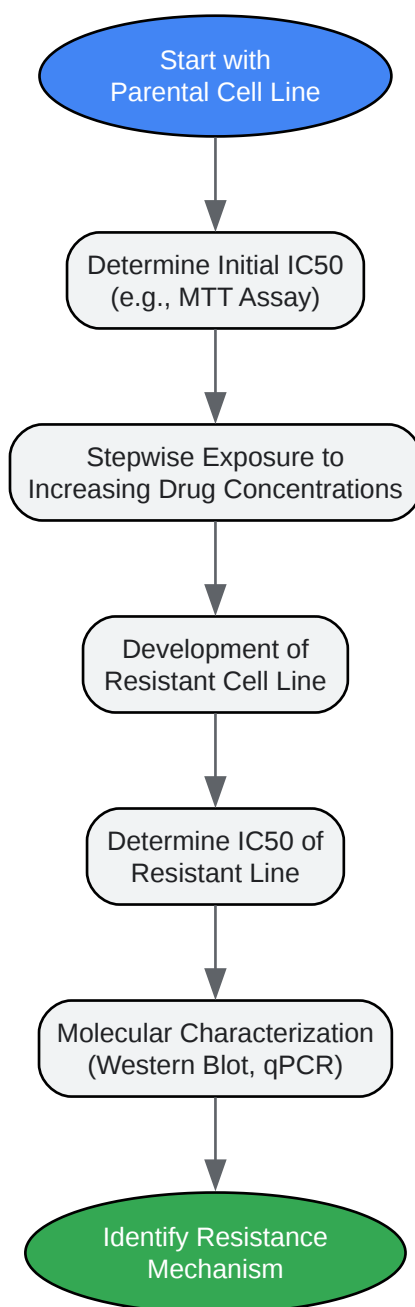 Start with
Parental Cell Line
Determine Initial IC50
(e.g., MTT Assay)
Stepwise Exposure to
Increasing Drug Concentrations
Development of
Resistant Cell Line
Determine IC50 of
Resistant Line
Molecular Characterization
(Western Blot, qPCR)
Identify Resistance
Mechanism